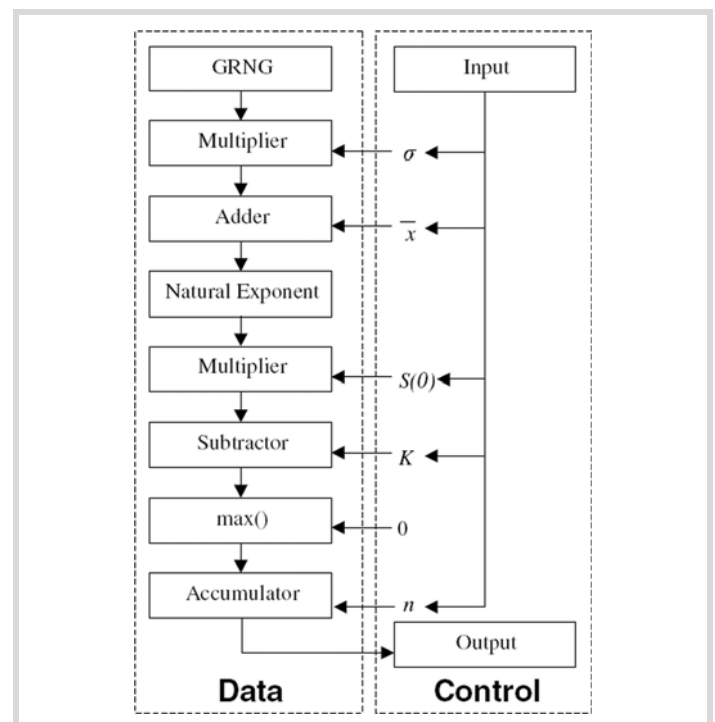 GRNG
Input
Multiplier
σ
Adder
x̅
Natural Exponent
Multiplier
S(0)
Subtractor
K
max()
0
Accumulator
n
Output
Data
Control